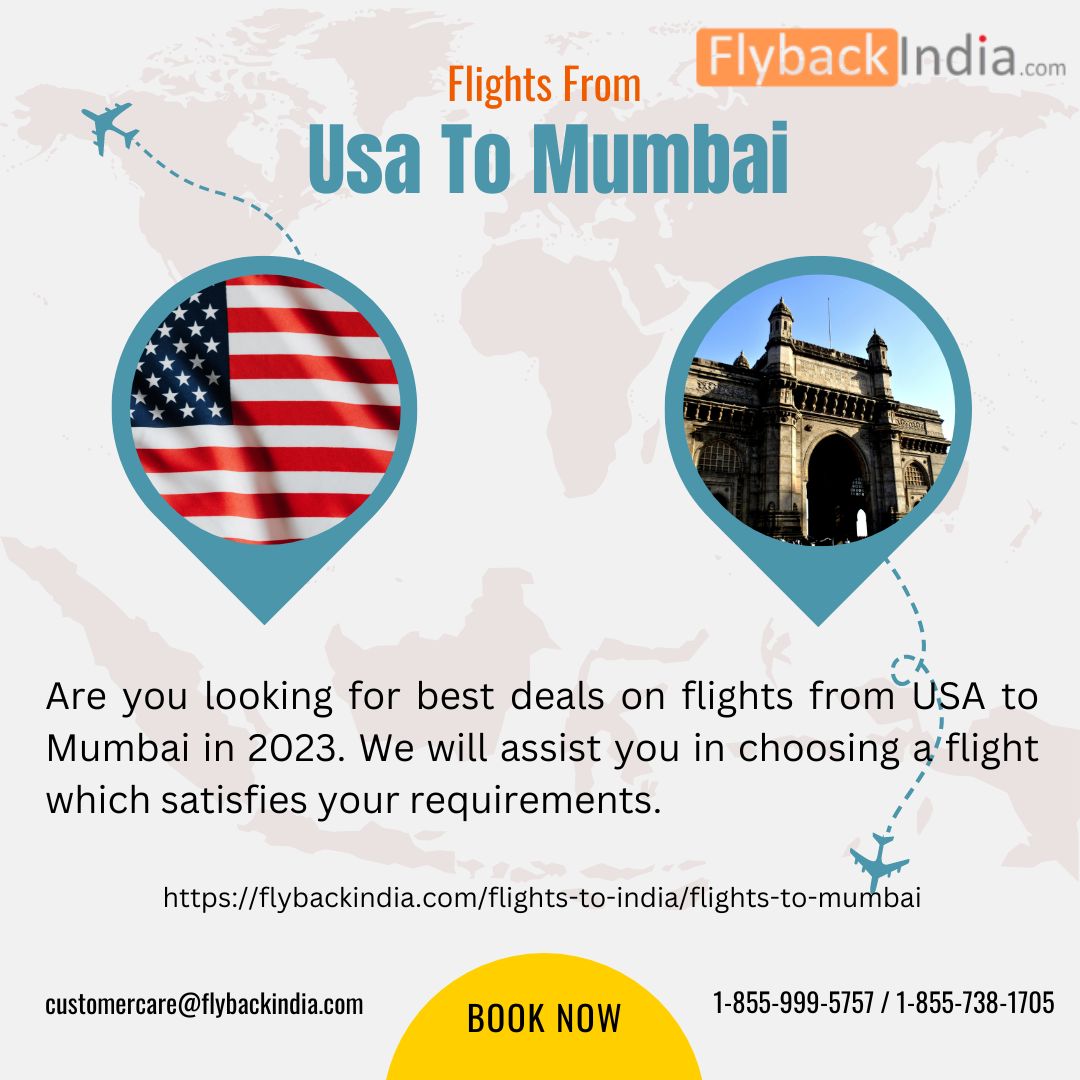 FlybackIndia.com
Flights From
Usa To Mumbai
Are you looking for best deals on flights from USA to
Mumbai in 2023. We will assist you in choosing a flight
which satisfies your requirements.
https://flybackindia.com/flights-to-india/flights-to-mumbai
customercare@flybackindia.com
BOOK NOW
1-855-999-5757 / 1-855-738-1705